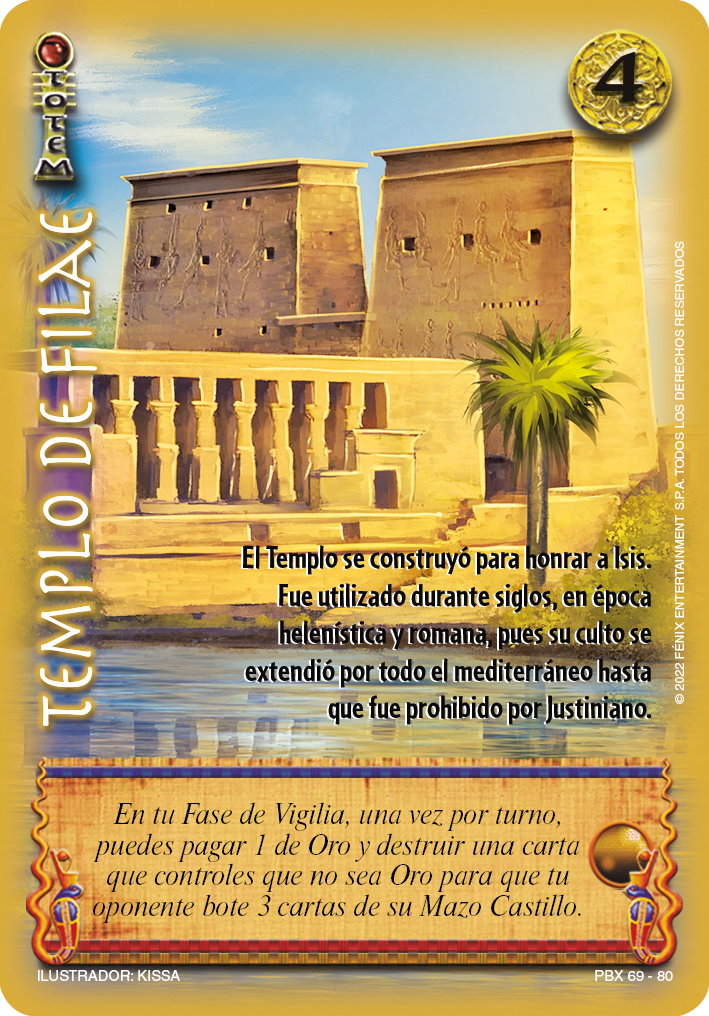 TOTEM
4
TEMPLO DE FILAE
El Templo se construyó para honrar a Isis.
Fue utilizado durante siglos, en época
helenística y romana, pues su culto se
extendió por todo el mediterráneo hasta
que fue prohibido por Justiniano.
© 2022 FÉNIX ENTERTAINMENT S.P.A. TODOS LOS DERECHOS RESERVADOS
En tu Fase de Vigilia, una vez por turno,
puedes pagar 1 de Oro y destruir una carta
que controles que no sea Oro para que tu
oponente bote 3 cartas de su Mazo Castillo.
ILUSTRADOR: KISSA
PBX 69 - 80